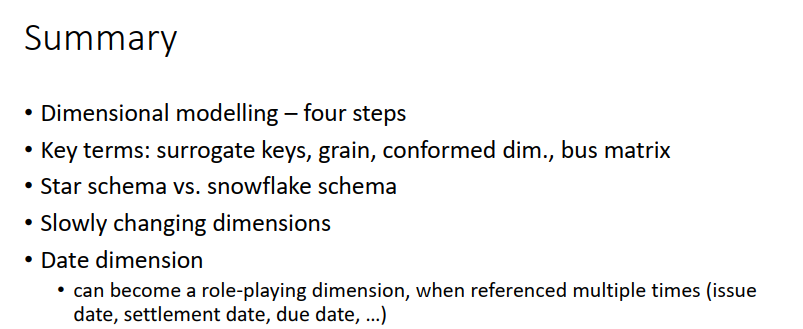 Summary
• Dimensional modelling – four steps
• Key terms: surrogate keys, grain, conformed dim., bus matrix
• Star schema vs. snowflake schema
• Slowly changing dimensions
• Date dimension
• can become a role-playing dimension, when referenced multiple times (issue
date, settlement date, due date, …)